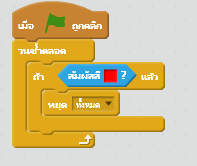 เมื่อ ถูกคลิก
วนซ้ำตลอด
ถ้า สัมผัสสี ? แล้ว
หยุด ทั้งหมด